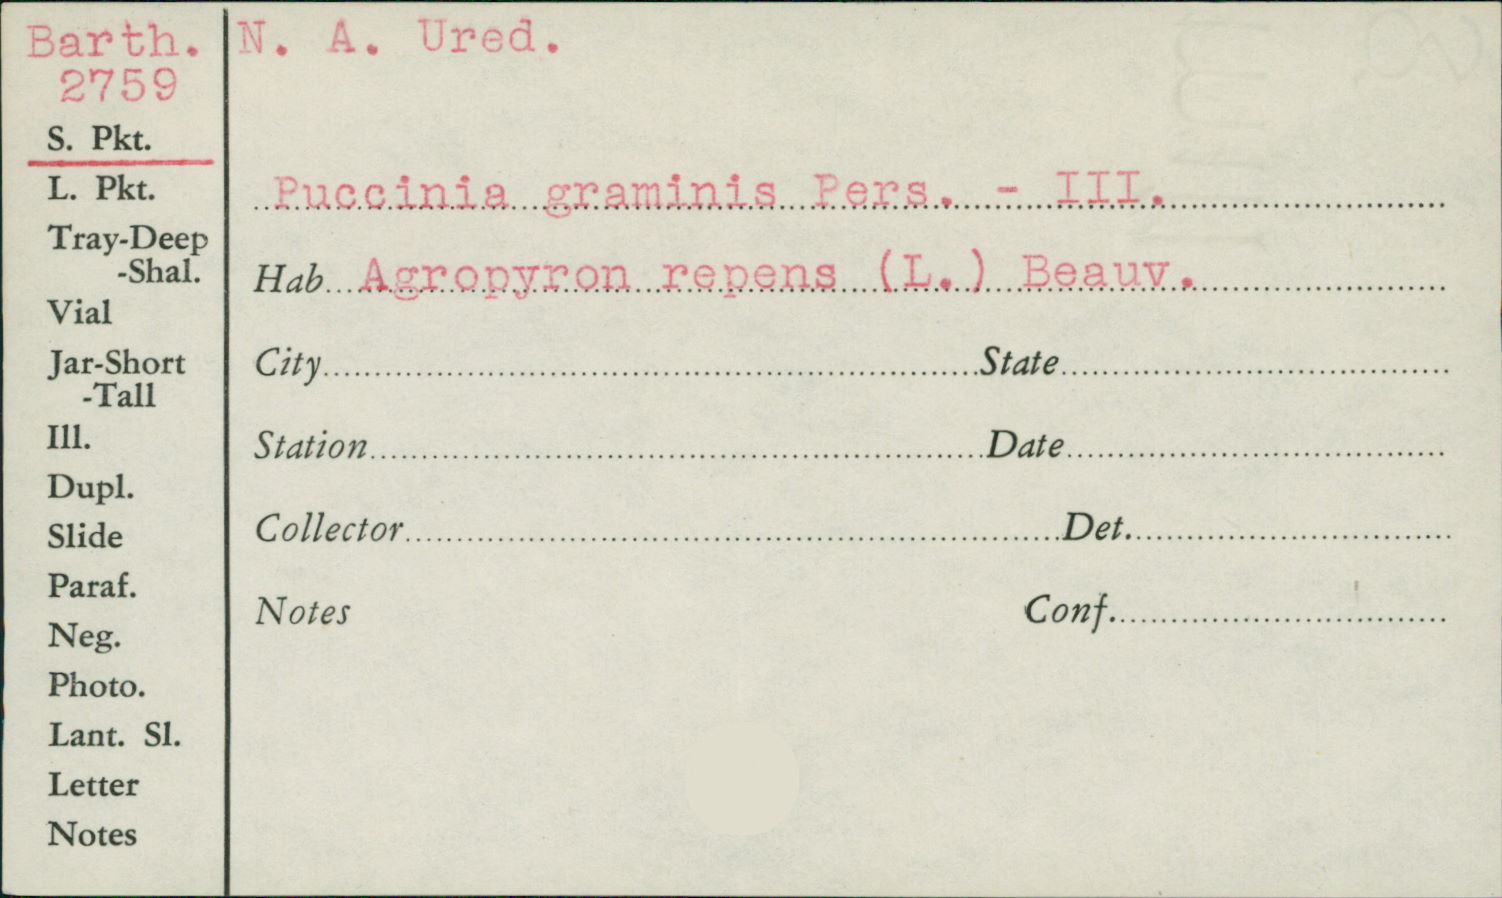 Barth.
2759
S. Pkt.
L. Pkt.
Tray-Deep
-Shal.
Vial
Jar-Short
-Tall
Ill.
Dupl.
Slide
Paraf.
Neg.
Photo.
Lant. Sl.
Letter
Notes
N. A. Ured.
Puccinia graminis Pers. - III.
Hab Agropyron repens (L.) Beauv.
City State
Station Date
Collector Det.
Notes Conf.